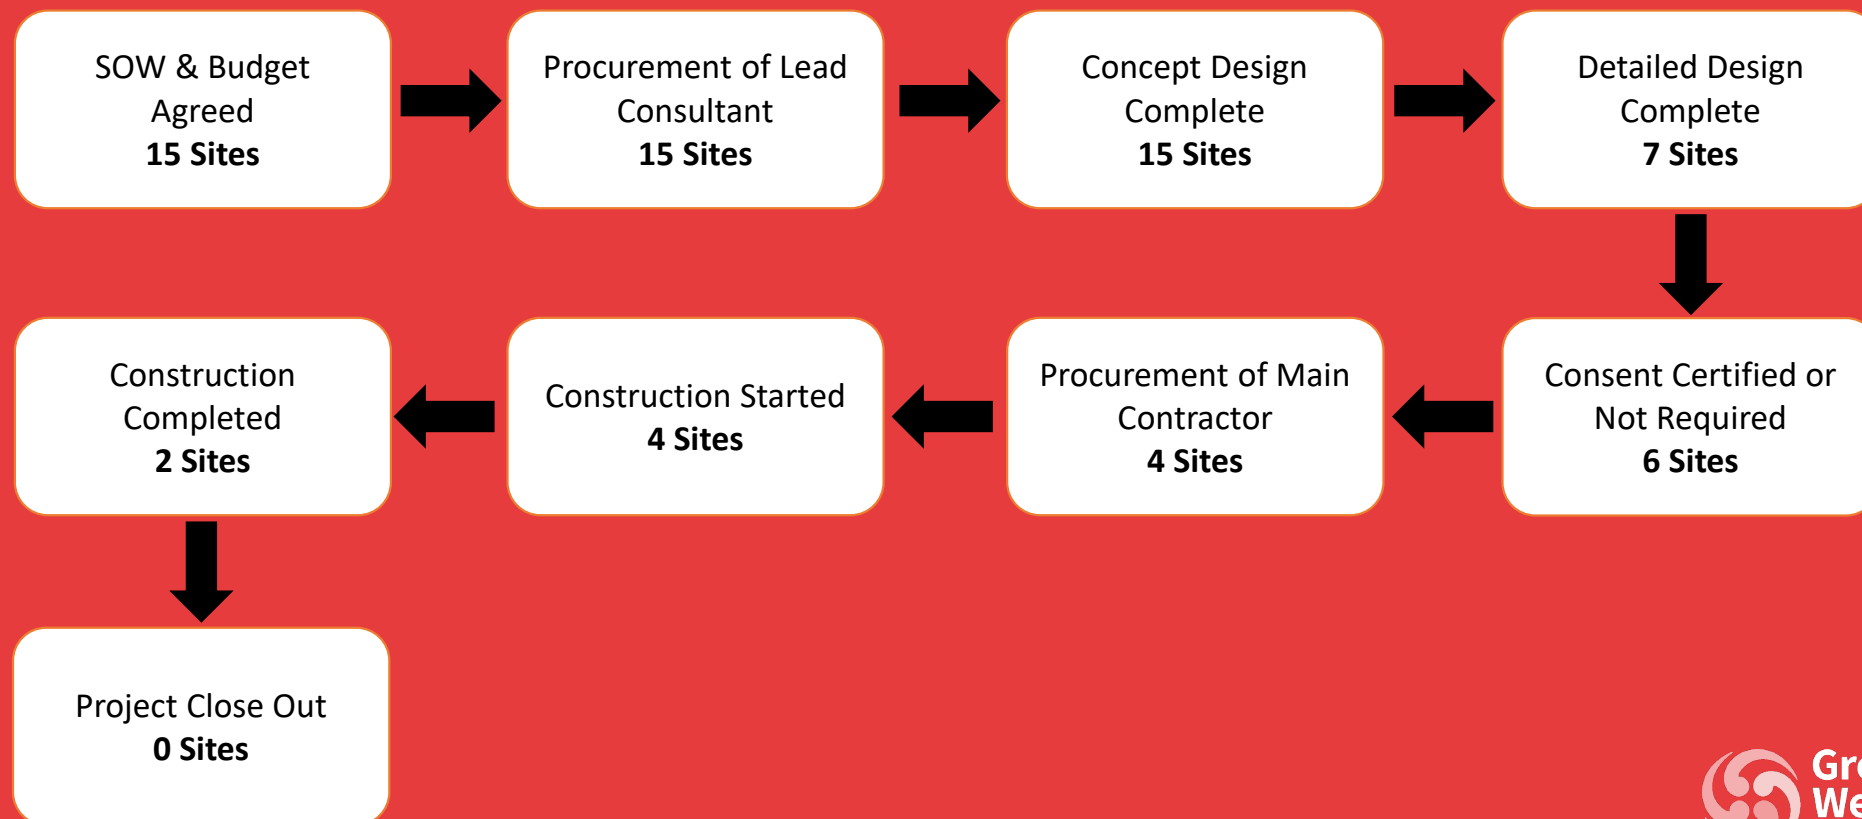 SOW & Budget
Agreed
15 Sites
Procurement of Lead
Consultant
15 Sites
Concept Design
Complete
15 Sites
Detailed Design
Complete
7 Sites
Consent Certified or
Not Required
6 Sites
Procurement of Main
Contractor
4 Sites
Construction Started
4 Sites
Construction
Completed
2 Sites
Project Close Out
0 Sites